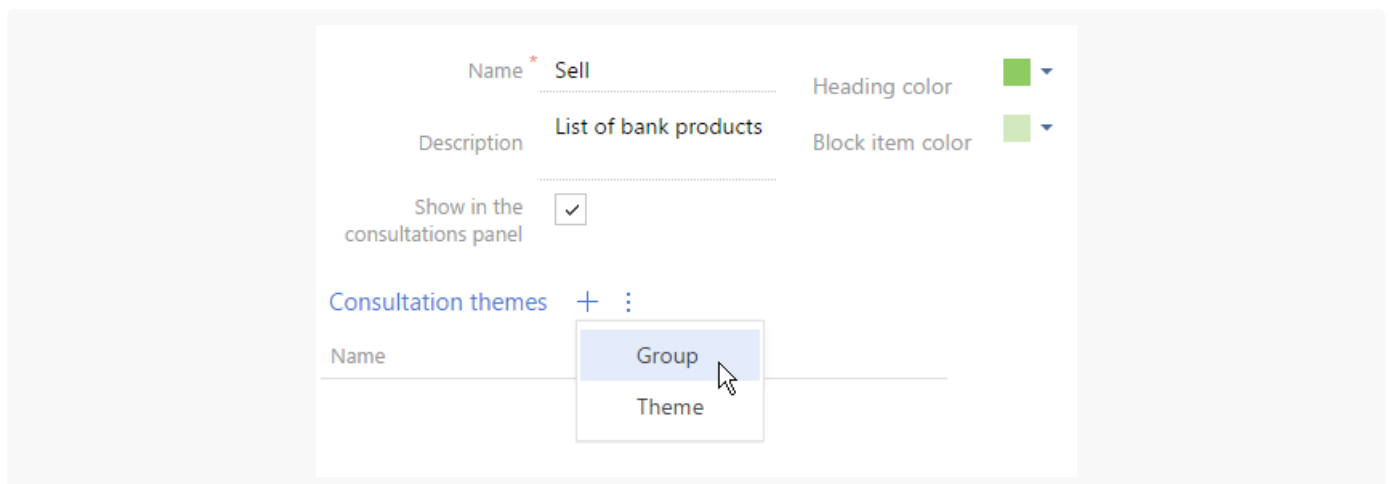 Name * Sell
Heading color
Description List of bank products
Block item color
Show in the
consultations panel
Consultation themes
Name
Group
Theme